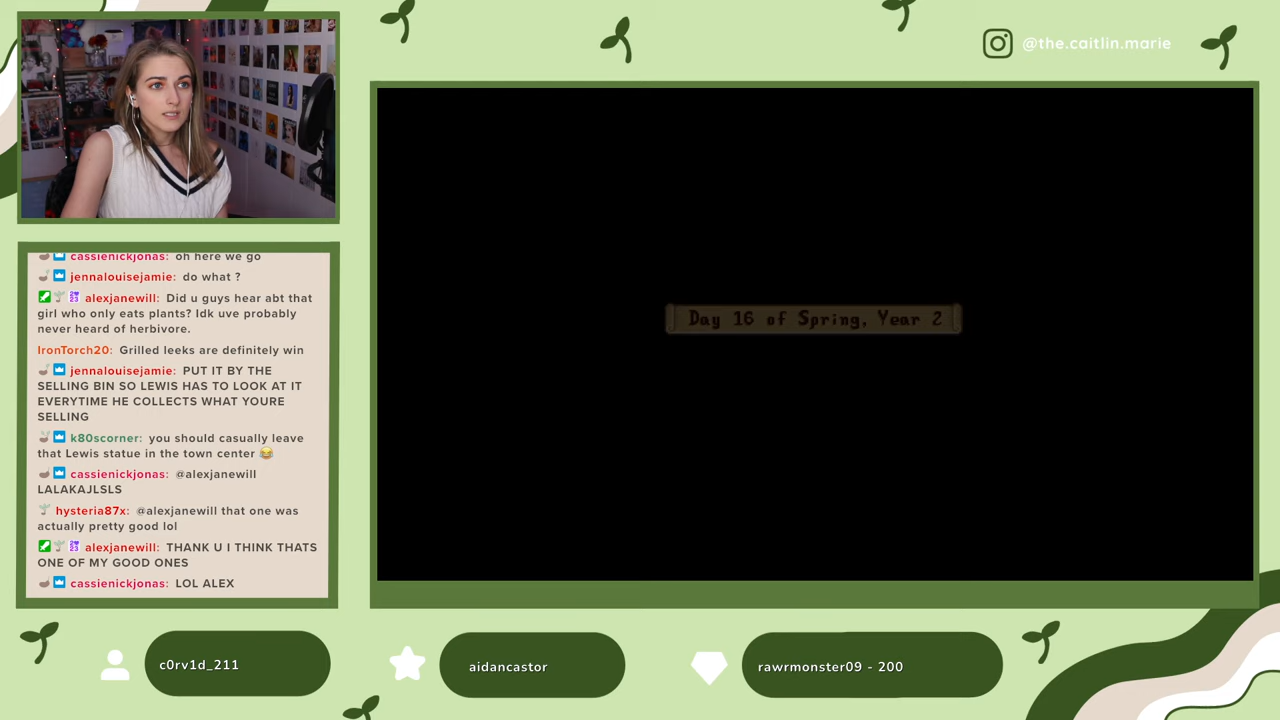 @the.caitlin.marie
cassienickjonas: oh here we go
jennalouisejamie: do what ?
alexjanewill: Did u guys hear abt that
girl who only eats plants? Idk uve probably
never heard of herbivore.
IronTorch20: Grilled leeks are definitely win
jennalouisejamie: PUT IT BY THE
SELLING BIN SO LEWIS HAS TO LOOK AT IT
EVERYTIME HE COLLECTS WHAT YOURE
SELLING
k80scorner: you should casually leave
that Lewis statue in the town center 😂
cassienickjonas: @alexjanewill
LALAKAJLSLS
hysteria87x: @alexjanewill that one was
actually pretty good lol
alexjanewill: THANK U I THINK THATS
ONE OF MY GOOD ONES
cassienickjonas: LOL ALEX
Day 16 of Spring, Year 2
c0rv1d_211
aidancastor
rawrmonster09 - 200